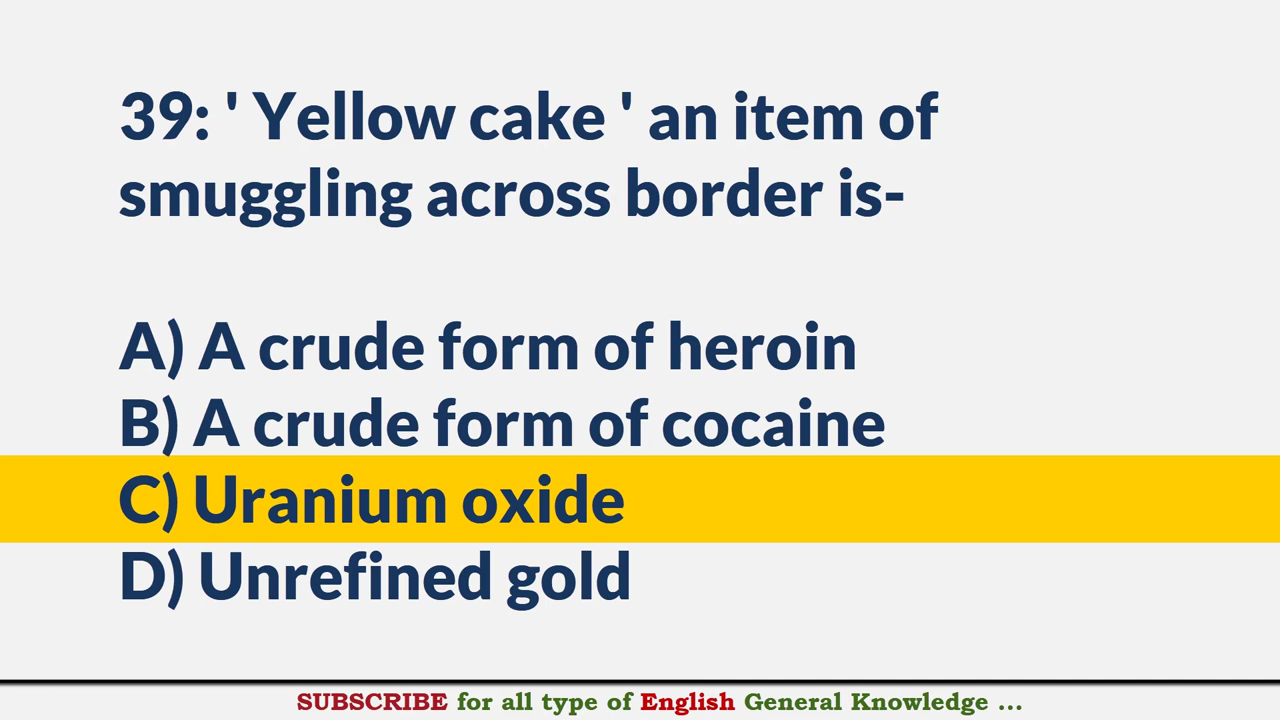 39: ' Yellow cake ' an item of
smuggling across border is-
A) A crude form of heroin
B) A crude form of cocaine
C) Uranium oxide
D) Unrefined gold
SUBSCRIBE for all type of English General Knowledge ...